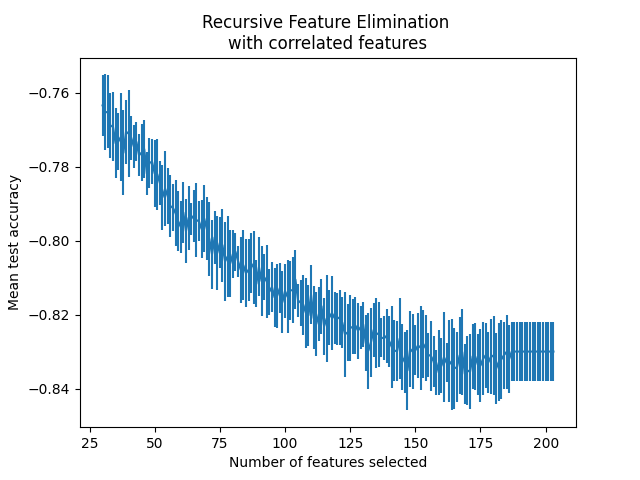 Recursive Feature Elimination
with correlated features
Mean test accuracy
−0.76
−0.78
−0.80
−0.82
−0.84
25 50 75 100 125 150 175 200
Number of features selected